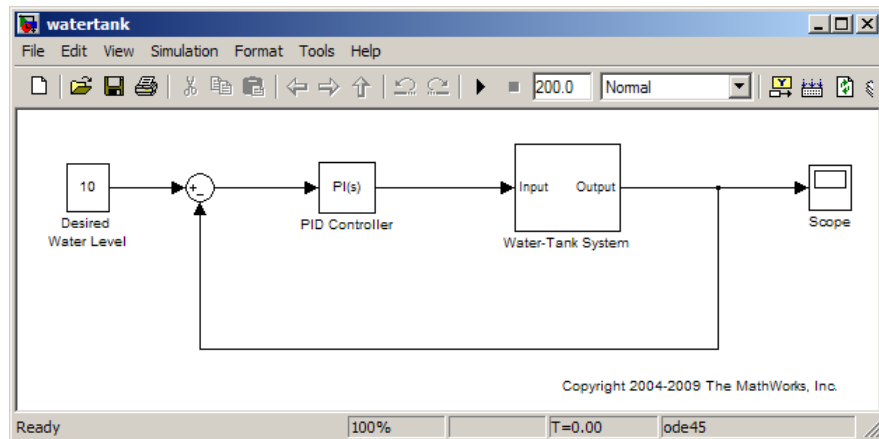 watertank
File Edit View Simulation Format Tools Help
200.0 Normal
10
+
-
PI(s)
Input Output
Desired
Water Level
PID Controller
Water-Tank System
Scope
Copyright 2004-2009 The MathWorks, Inc.
Ready 100% T=0.00 ode45